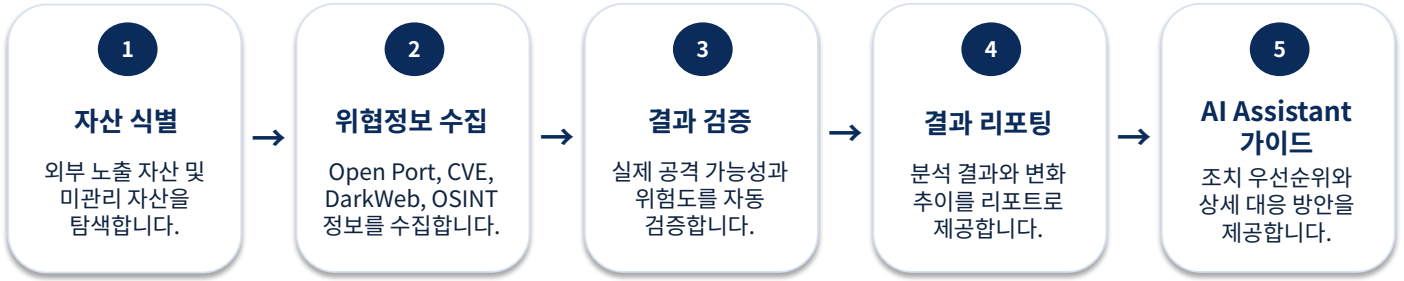 1
자산 식별
외부 노출 자산 및
미관리 자산을
탐색합니다.
→
2
위협정보 수집
Open Port, CVE,
DarkWeb, OSINT
정보를 수집합니다.
→
3
결과 검증
실제 공격 가능성과
위험도를 자동
검증합니다.
→
4
결과 리포팅
분석 결과와 변화
추이를 리포트로
제공합니다.
→
5
AI Assistant
가이드
조치 우선순위와
상세 대응 방안을
제공합니다.